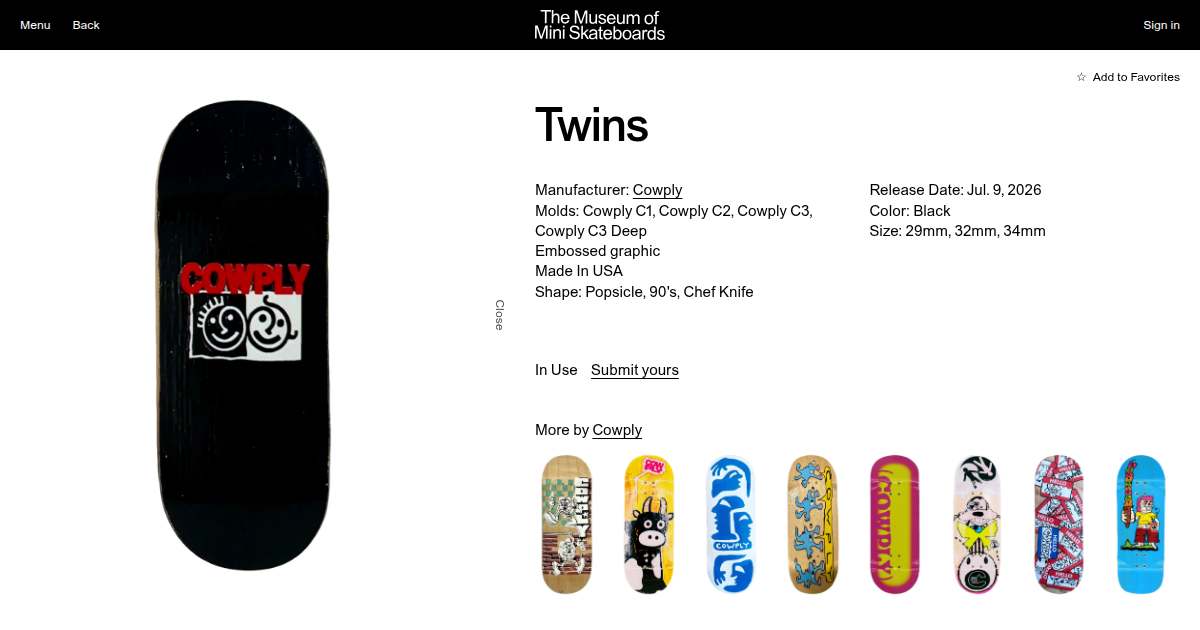 Menu
Back
The Museum of
Mini Skateboards
Sign in
☆ Add to Favorites
COWPLY
Close
Twins
Manufacturer: Cowply
Molds: Cowply C1, Cowply C2, Cowply C3,
Cowply C3 Deep
Embossed graphic
Made In USA
Shape: Popsicle, 90's, Chef Knife
Release Date: Jul. 9, 2026
Color: Black
Size: 29mm, 32mm, 34mm
In Use Submit yours
More by Cowply
COWPLY
COWPLY
COWPLY
HELLO